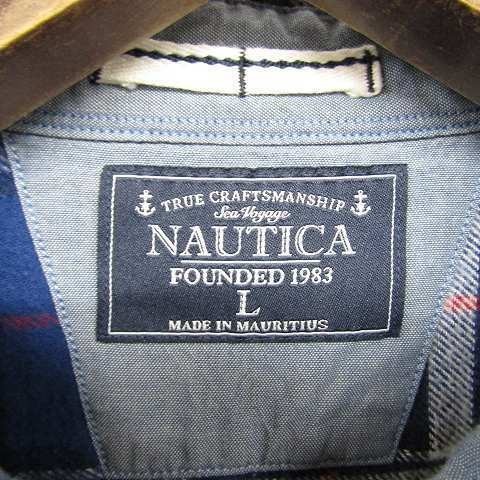 TRUE CRAFTSMANSHIP
Sea Voyage
NAUTICA
FOUNDED 1983
L
MADE IN MAURITIUS